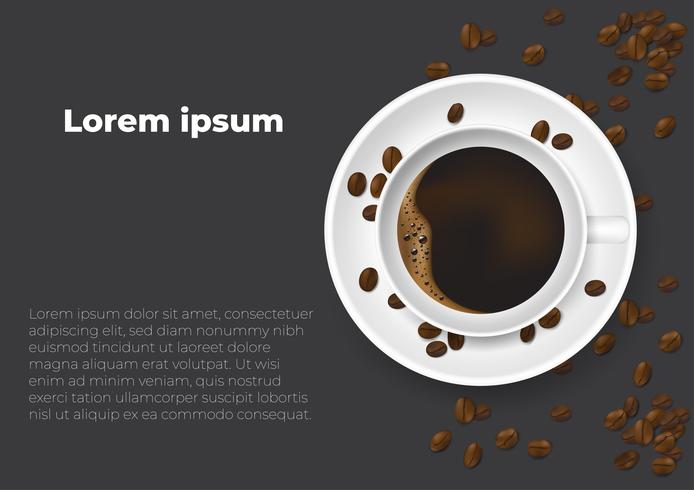 Lorem ipsum
Lorem ipsum dolor sit amet, consectetuer
adipiscing elit, sed diam nonummy nibh
euismod tincidunt ut laoreet dolore
magna aliquam erat volutpat. Ut wisi
enim ad minim veniam, quis nostrud
exerci tation ullamcorper suscipit lobortis
nisl ut aliquip ex ea commodo consequat.